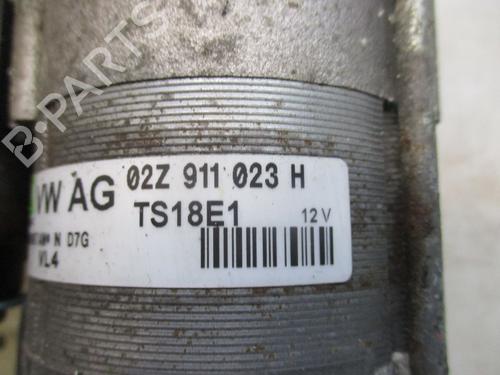 B-PARTS
VW AG 02Z 911 023 H
TS18E1 12 V
N D7G
VL4